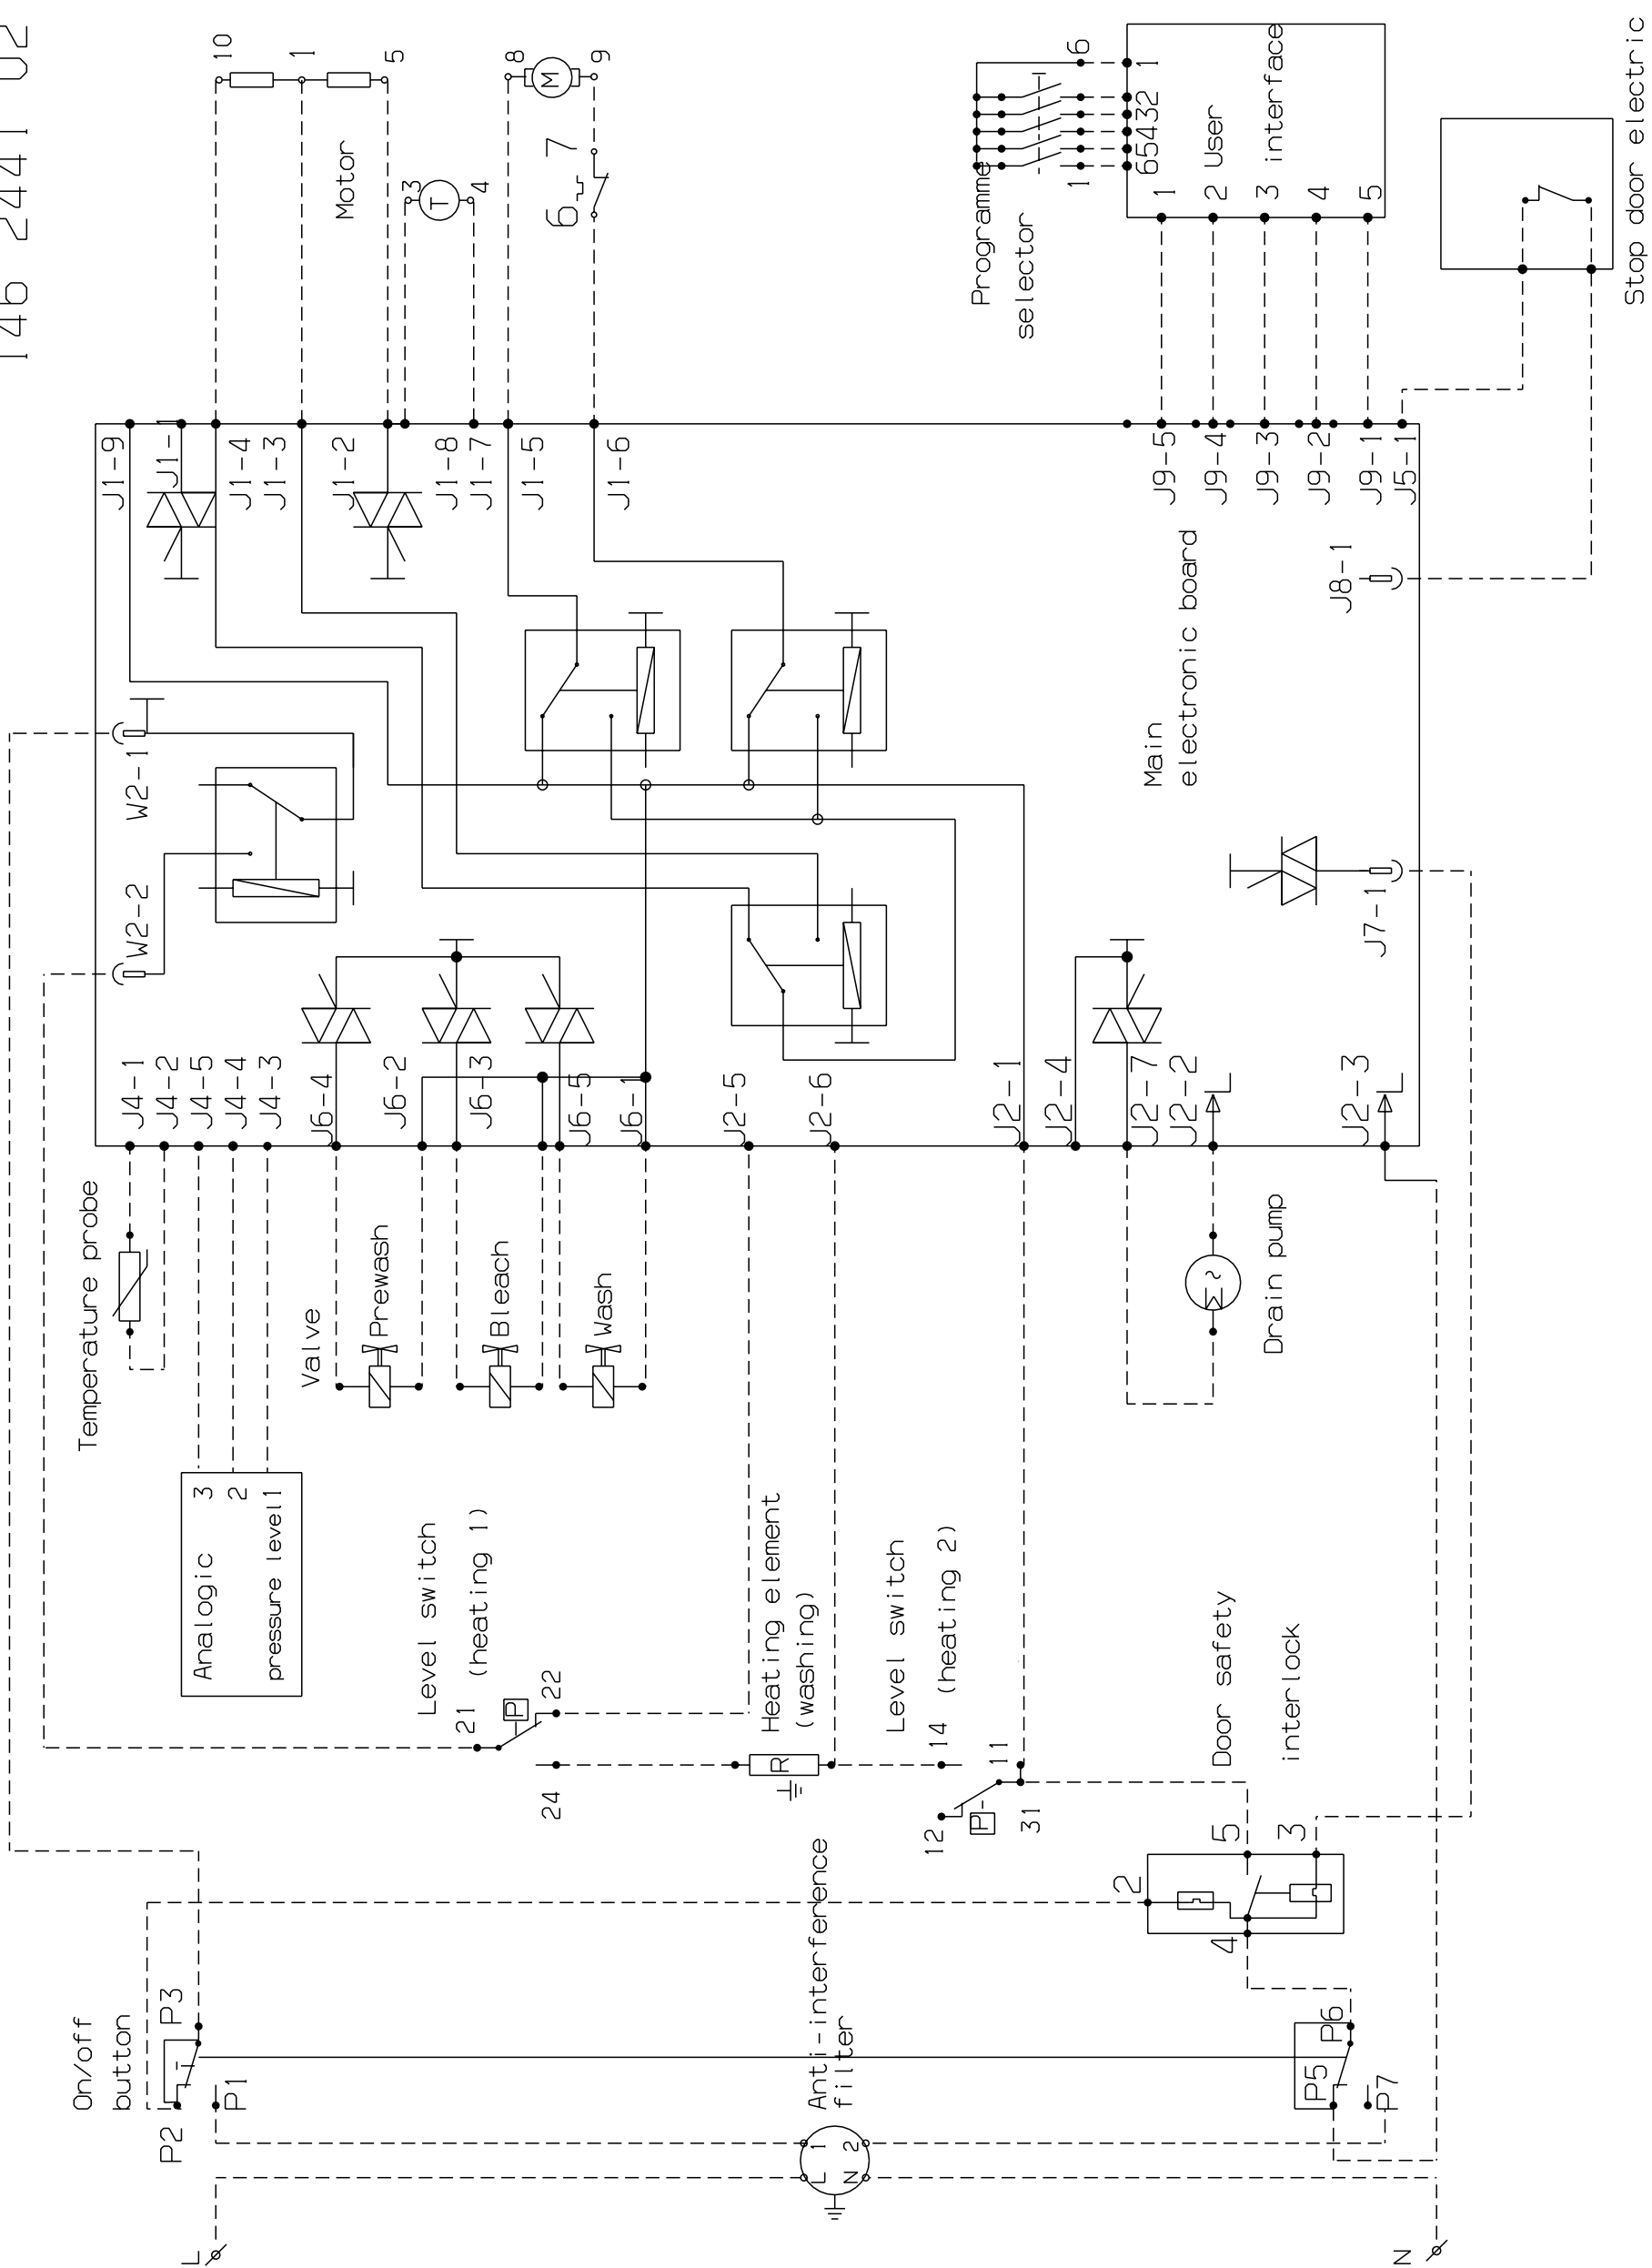 146 2441 02
10
1
5
Motor
3
T
4
8
M
9
6
7
Programme
selector
6
1
1
65432
User
interface
1
2
3
4
5
Stop door electric
J1-9
J1-1
J1-4
J1-3
J1-2
J1-8
J1-7
J1-5
J1-6
J9-5
J9-4
J9-3
J9-2
J9-1
J5-1
J8-1
Main
electronic board
W2-1
W2-2
J7-1
J4-1
J4-2
J4-5
J4-4
J4-3
J6-4
J6-2
J6-3
J6-5
J6-1
J2-5
J2-6
J2-1
J2-4
J2-7
J2-2
J2-3
Temperature probe
Valve
Prewash
Bleach
Wash
Drain pump
M
~
Analogic
pressure level
3
2
1
Level switch
(heating 1)
21
P
22
24
Heating element
(washing)
R
Level switch
(heating 2)
14
11
12
P
31
Door safety
interlock
5
3
2
4
On/off
button
P3
P2
P1
Anti-interference
filter
P6
P5
P7
L 1
N 2
L
N